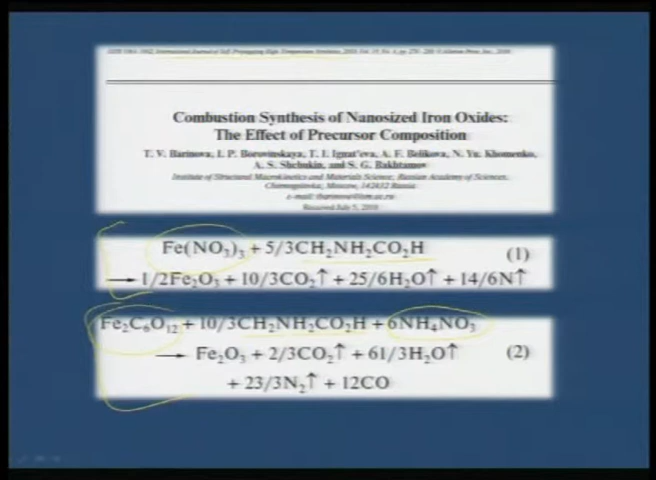 Combustion Synthesis of Nanosized Iron Oxides:
The Effect of Precursor Composition
T. V. Barinova, I. P. Borovinskaya, T. I. Ignat'eva, A. F. Belikova, N. Yu. Khomenko,
A. S. Shchukin, and S. G. Bakhtamov
Institute of Structural Macrokinetics and Materials Science, Russian Academy of Sciences,
Chernogolovka, Moscow, 142432 Russia
e-mail:
Received July 5, 2010
Fe(NO₃)₃ + 5/3CH₂NH₂CO₂H (1)
→ 1/2Fe₂O₃ + 10/3CO₂↑ + 25/6H₂O↑ + 14/6N↑
Fe₂C₆O₁₂ + 10/3CH₂NH₂CO₂H + 6NH₄NO₃
→ Fe₂O₃ + 2/3CO₂↑ + 61/3H₂O↑ (2)
+ 23/3N₂↑ + 12CO